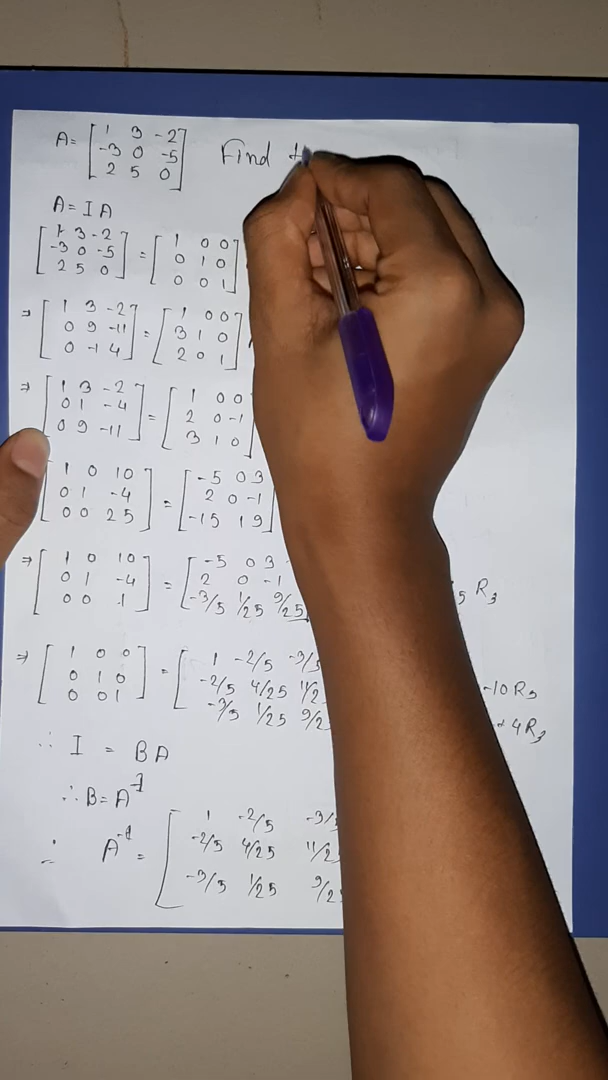 A = [ 1 3 -2 Find
-3 0 -5
2 5 0 ]
A = I A
[ 1 3 -2
-3 0 -5
2 5 0 ] = [ 1 0 0
0 1 0
0 0 1 ]
⇒ [ 1 3 -2
0 9 -11
0 -1 4 ] = [ 1 0 0
3 1 0
2 0 1 ]
⇒ [ 1 3 -2
0 1 -4
0 9 -11 ] = [ 1 0 0
2 0 -1
3 1 0
[ 1 0 10
0 1 -4
0 0 25 ] = [ -5 0 3
2 0 -1
-15 1 9 ]
⇒ [ 1 0 10
0 1 -4
0 0 1 ] = [ -5 0 3
2 0 -1
-3/5 1/25 9/25 R3
⇒ [ 1 0 0
0 1 0
0 0 1 ] = [ 1 -2/5
-2/5 4/25 -10R3
-3/5 1/25 + 4R3
∴ I = BA
∴ B = A⁻¹
∴ A⁻¹ = [ 1 -2/5
-2/5 4/25
-3/5 1/25